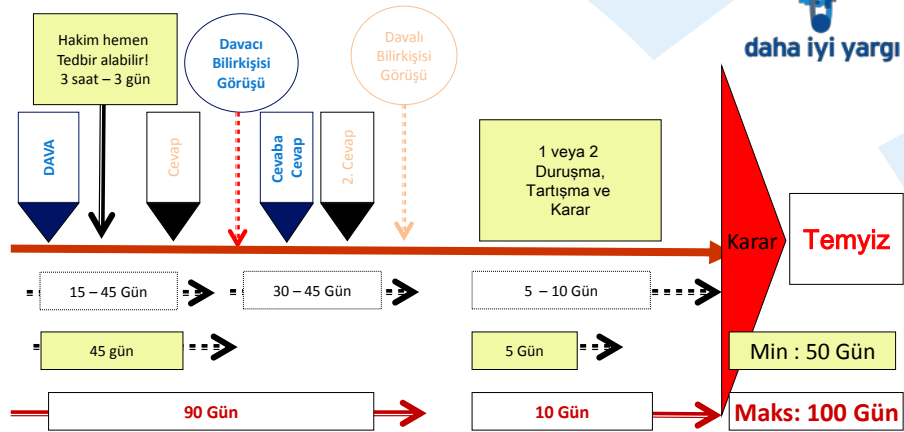 daha iyi yargı
Hakim hemen
Tedbir alabilir!
3 saat – 3 gün
Davacı
Bilirkişisi
Görüşü
Davalı
Bilirkişisi
Görüşü
DAVA
Cevap
Cevaba
Cevap
2. Cevap
1 veya 2
Duruşma,
Tartışma ve
Karar
Karar
Temyiz
15 – 45 Gün
30 – 45 Gün
5 – 10 Gün
45 gün
5 Gün
Min : 50 Gün
90 Gün
10 Gün
Maks: 100 Gün